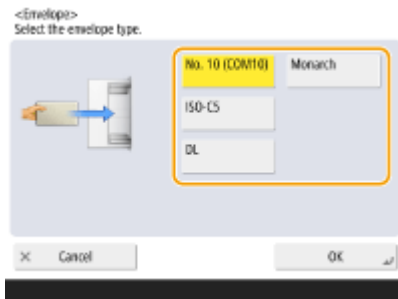 <Envelope>
Select the envelope type.
No. 10 (COM10) Monarch
ISO-C5
DL
Cancel OK